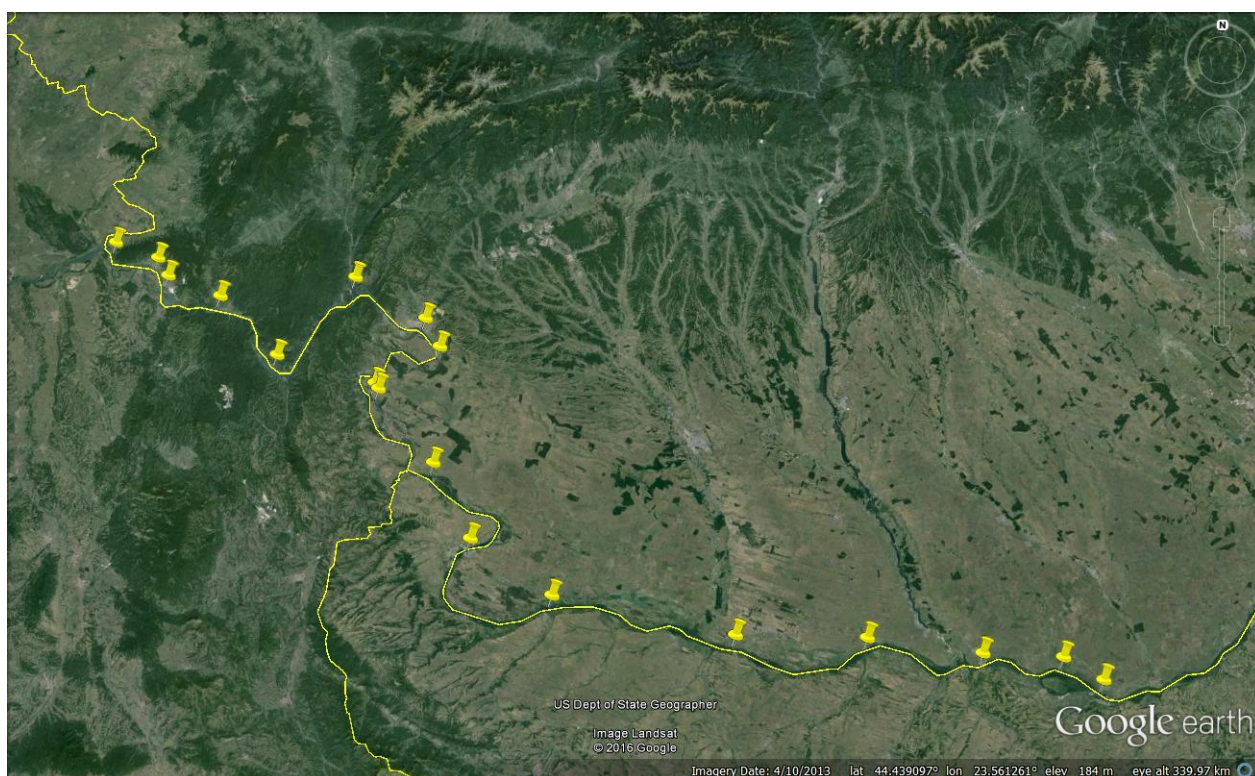 N
US Dept of State Geographer
Image Landsat
© 2016 Google
Google earth
Imagery Date: 4/10/2013 lat 44.439097° lon 23.561261° elev 184 m eye alt 339.97 km